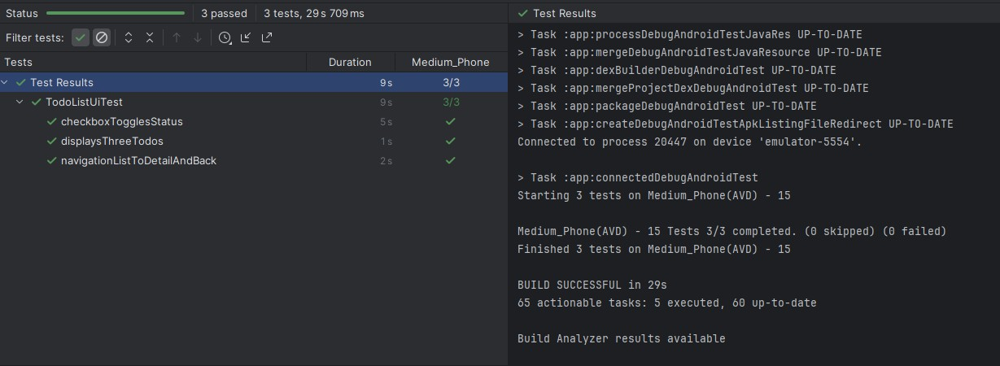 Status 3 passed 3 tests, 29 s 709 ms
Filter tests:
Tests Duration Medium_Phone
Test Results 9 s 3/3
TodoListUiTest 9 s 3/3
checkboxTogglesStatus 5 s
displaysThreeTodos 1 s
navigationListToDetailAndBack 2 s
Test Results
> Task :app:processDebugAndroidTestJavaRes UP-TO-DATE
> Task :app:mergeDebugAndroidTestJavaResource UP-TO-DATE
> Task :app:dexBuilderDebugAndroidTest UP-TO-DATE
> Task :app:mergeProjectDexDebugAndroidTest UP-TO-DATE
> Task :app:packageDebugAndroidTest UP-TO-DATE
> Task :app:createDebugAndroidTestApkListingFileRedirect UP-TO-DATE
Connected to process 20447 on device 'emulator-5554'.
> Task :app:connectedDebugAndroidTest
Starting 3 tests on Medium_Phone(AVD) - 15
Medium_Phone(AVD) - 15 Tests 3/3 completed. (0 skipped) (0 failed)
Finished 3 tests on Medium_Phone(AVD) - 15
BUILD SUCCESSFUL in 29s
65 actionable tasks: 5 executed, 60 up-to-date
Build Analyzer results available